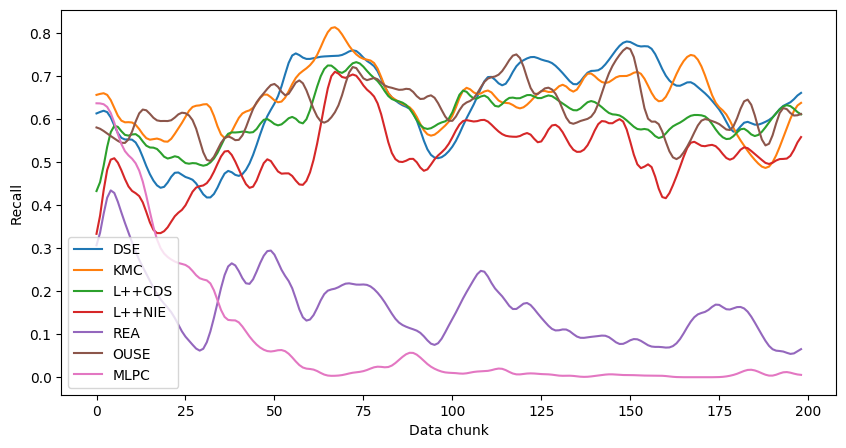 0.8
0.7
0.6
0.5
0.4
0.3
0.2
0.1
0.0
Recall
DSE
KMC
L++CDS
L++NIE
REA
OUSE
MLPC
0 25 50 75 100 125 150 175 200
Data chunk